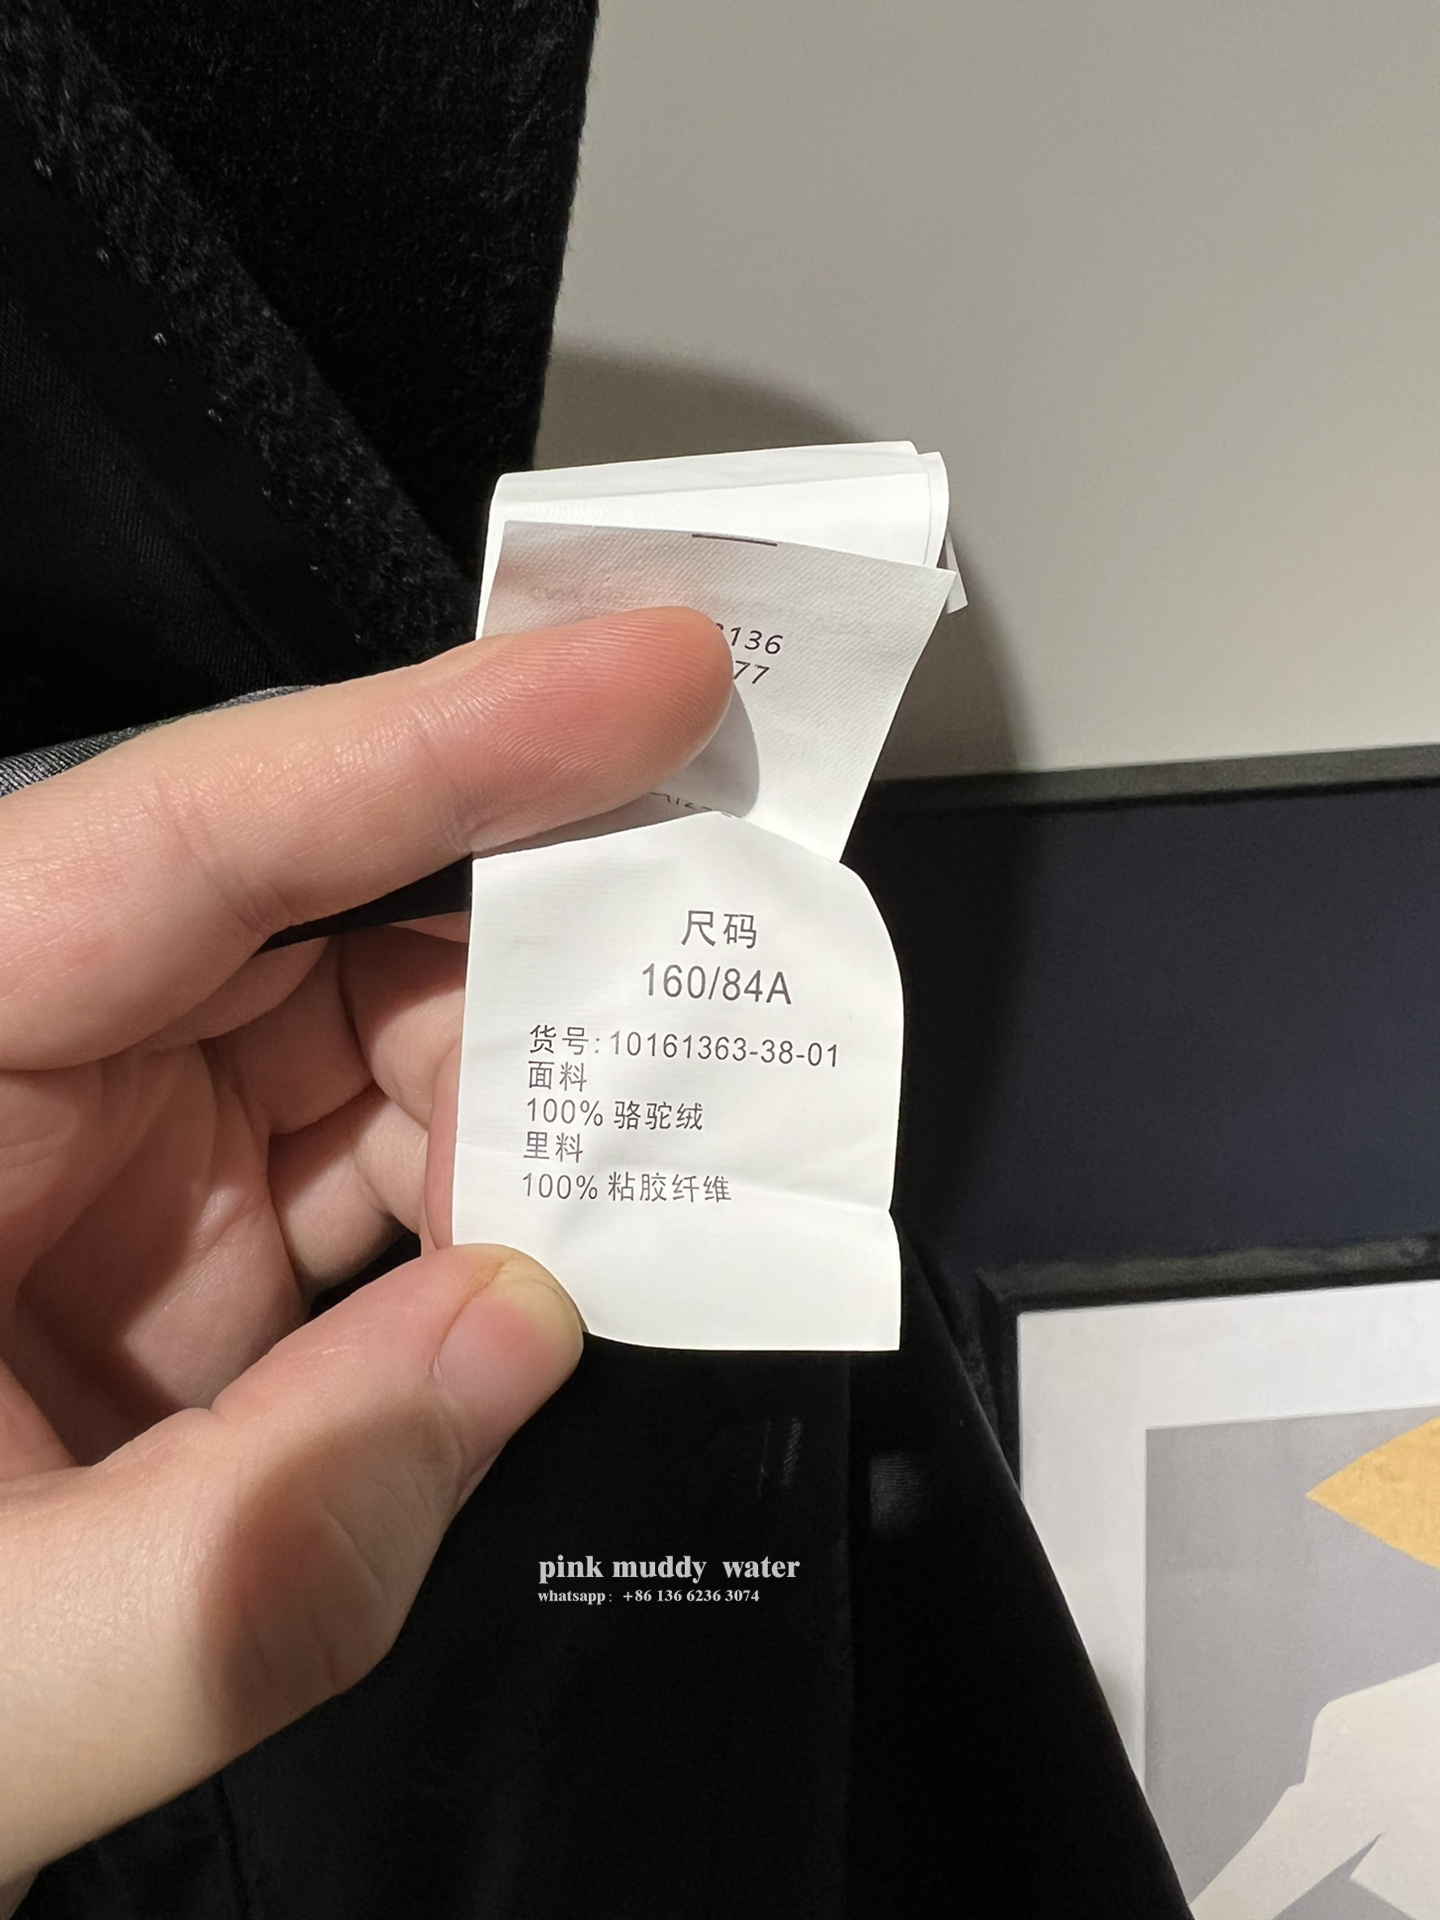 136
77
尺码
160/84A
货号:10161363-38-01
面料
100% 骆驼绒
里料
100% 粘胶纤维
pink muddy water
whatsapp: +86 136 6236 3074